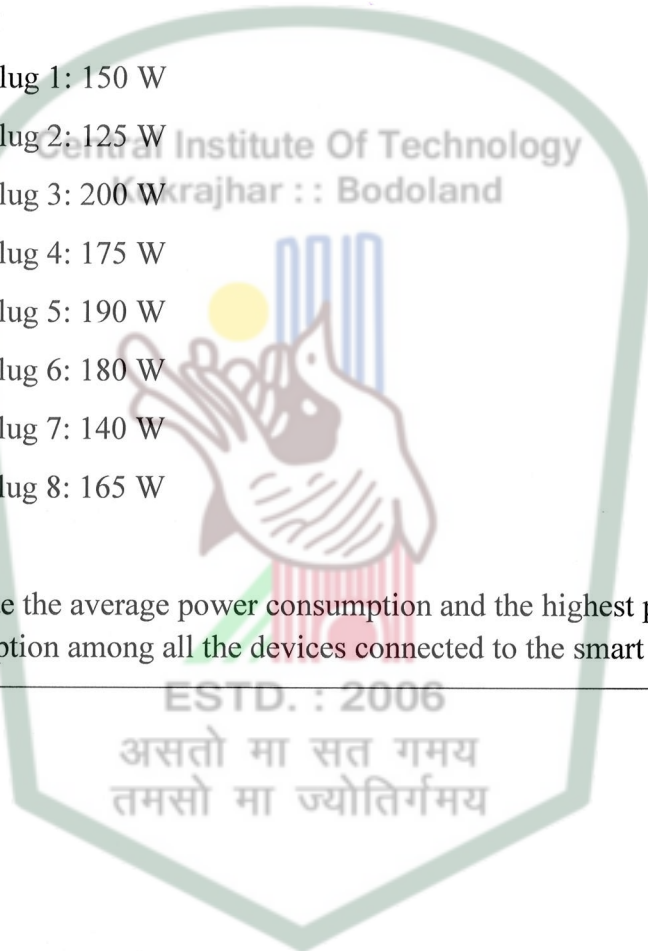 lug 1: 150 W
lug 2: 125 W
Central Institute Of Technology
lug 3: 200 W
Kokrajhar : : Bodoland
lug 4: 175 W
lug 5: 190 W
lug 6: 180 W
lug 7: 140 W
lug 8: 165 W
e the average power consumption and the highest p
ption among all the devices connected to the smart
ESTD. : 2006
असतो मा सत गमय
तमसो मा ज्योतिर्गमय